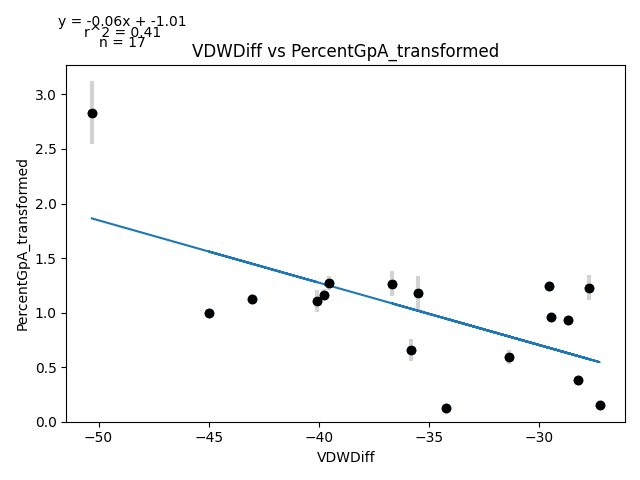 y = -0.06x + -1.01
r^2 = 0.41
n = 17
VDWDiff vs PercentGpA_transformed
PercentGpA_transformed
3.0
2.5
2.0
1.5
1.0
0.5
0.0
−50
−45
−40
−35
−30
VDWDiff